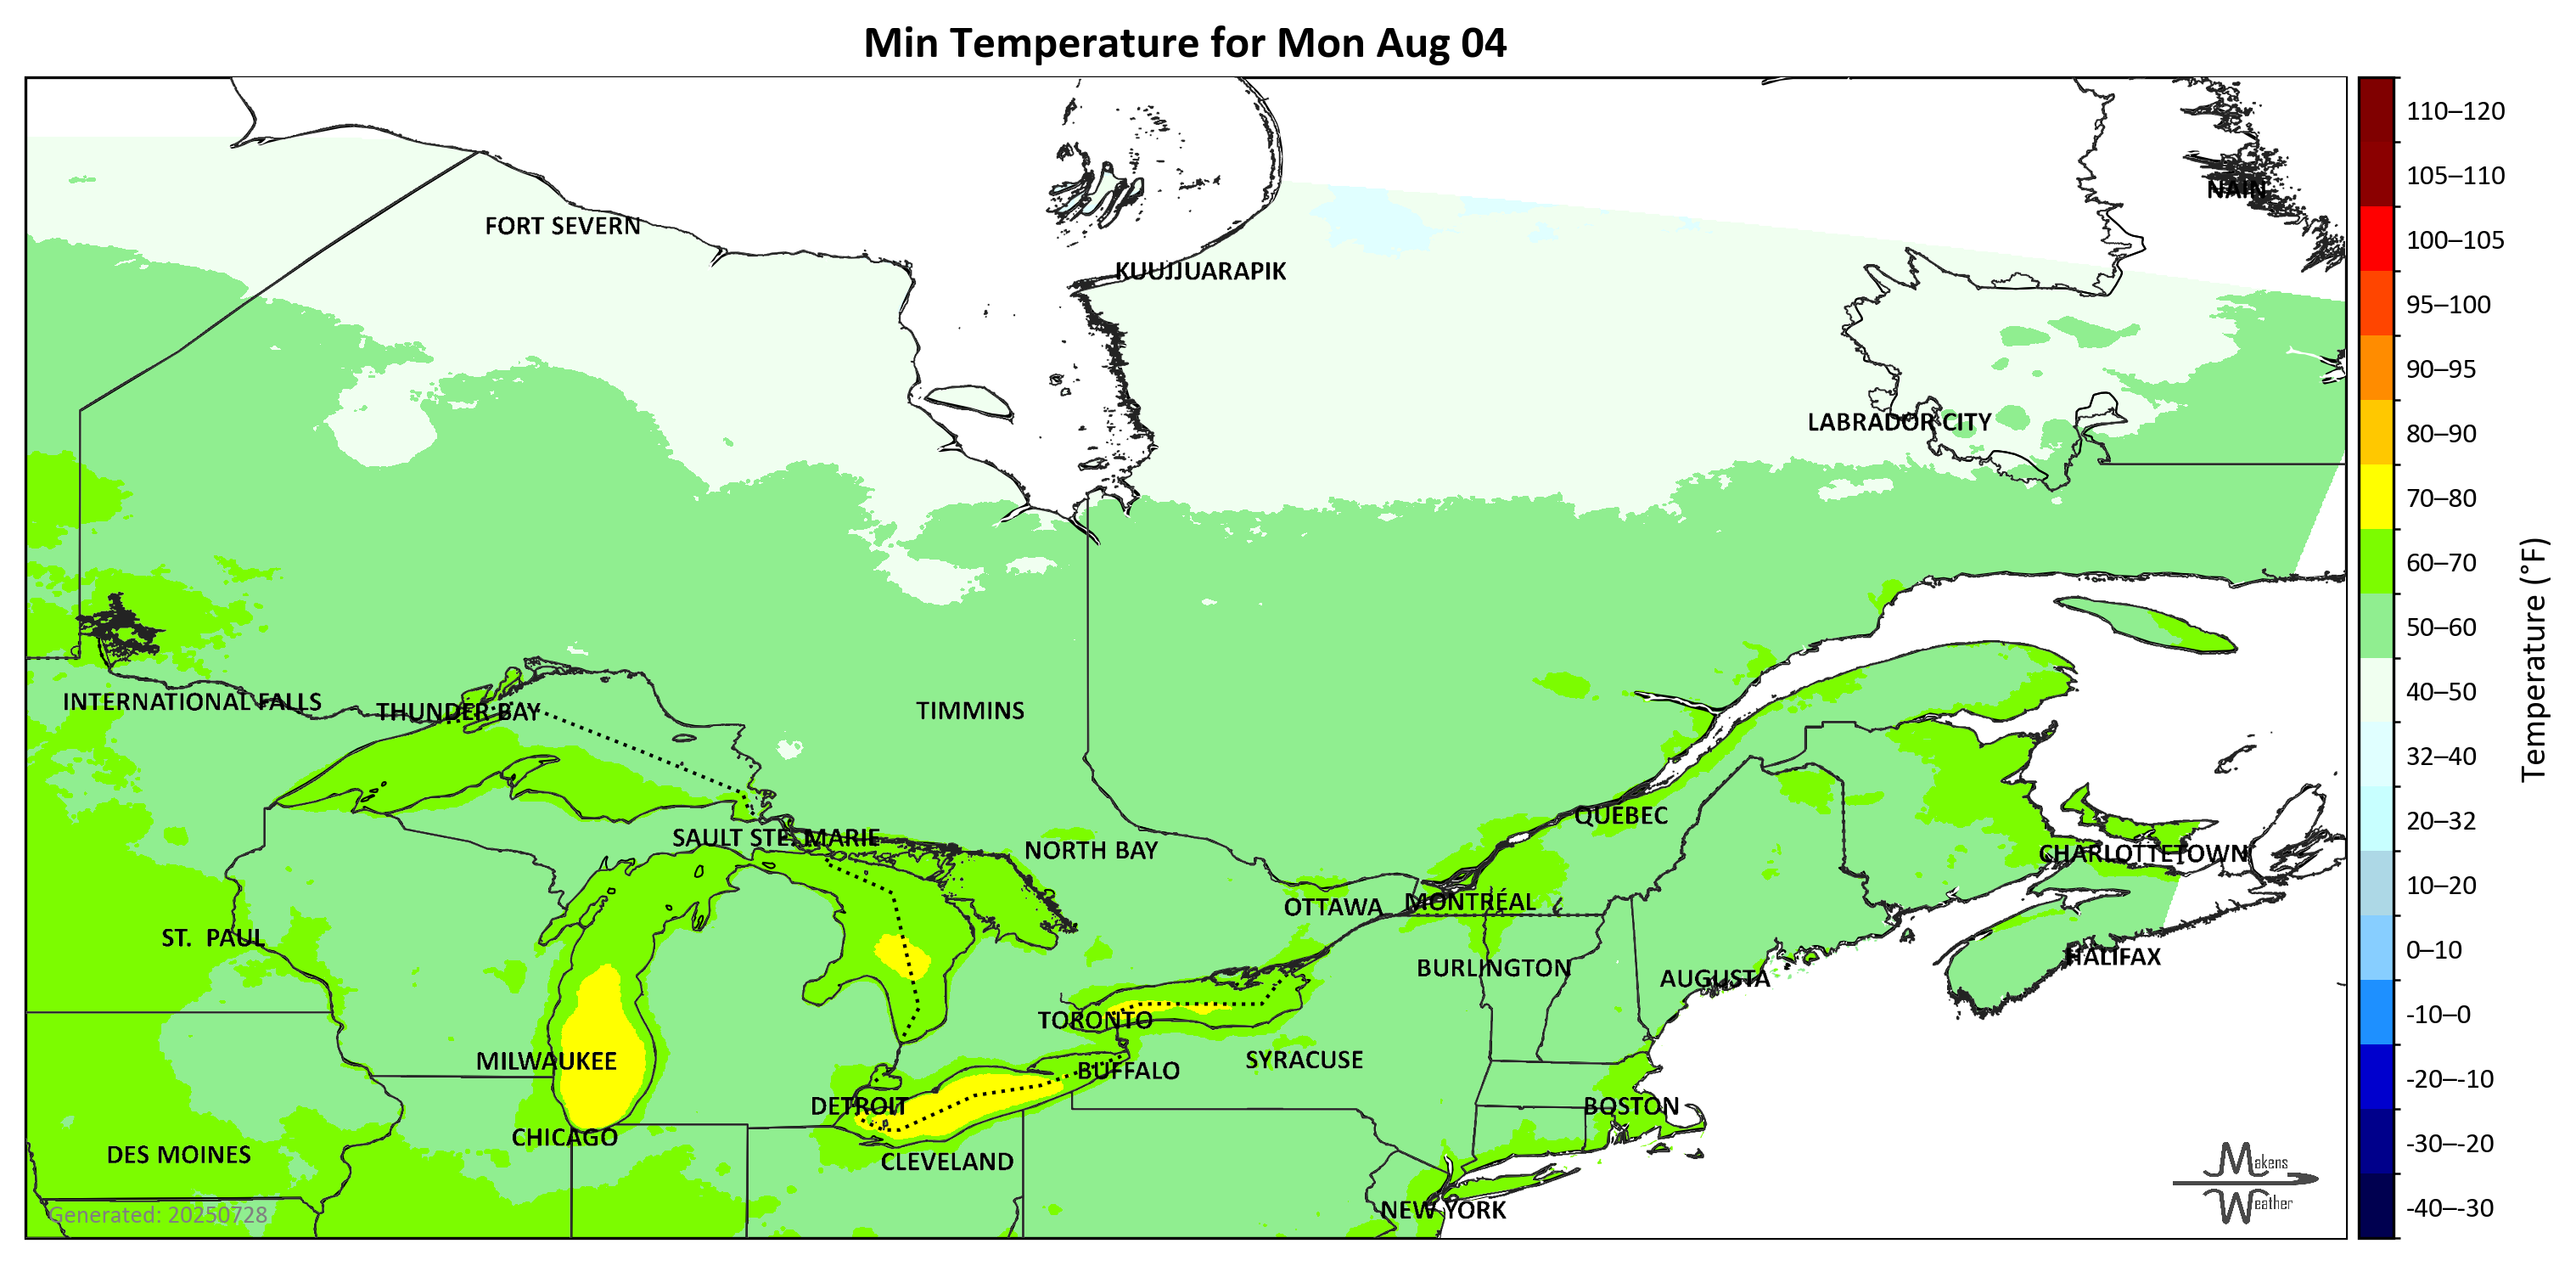 Min Temperature for Mon Aug 04
NAIN
FORT SEVERN
KUUJJUARAPIK
LABRADOR CITY
INTERNATIONAL FALLS
THUNDER BAY
TIMMINS
QUÉBEC
SAULT STE. MARIE
NORTH BAY
CHARLOTTETOWN
OTTAWA
MONTRÉAL
ST. PAUL
HALIFAX
BURLINGTON
AUGUSTA
TORONTO
MILWAUKEE
SYRACUSE
BUFFALO
DETROIT
BOSTON
CHICAGO
DES MOINES
CLEVELAND
NEW YORK
Generated: 20250728
Makens
Weather
110–120
105–110
100–105
95–100
90–95
80–90
70–80
60–70
50–60
40–50
32–40
20–32
10–20
0–10
-10–0
-20–-10
-30–-20
-40–-30
Temperature (°F)